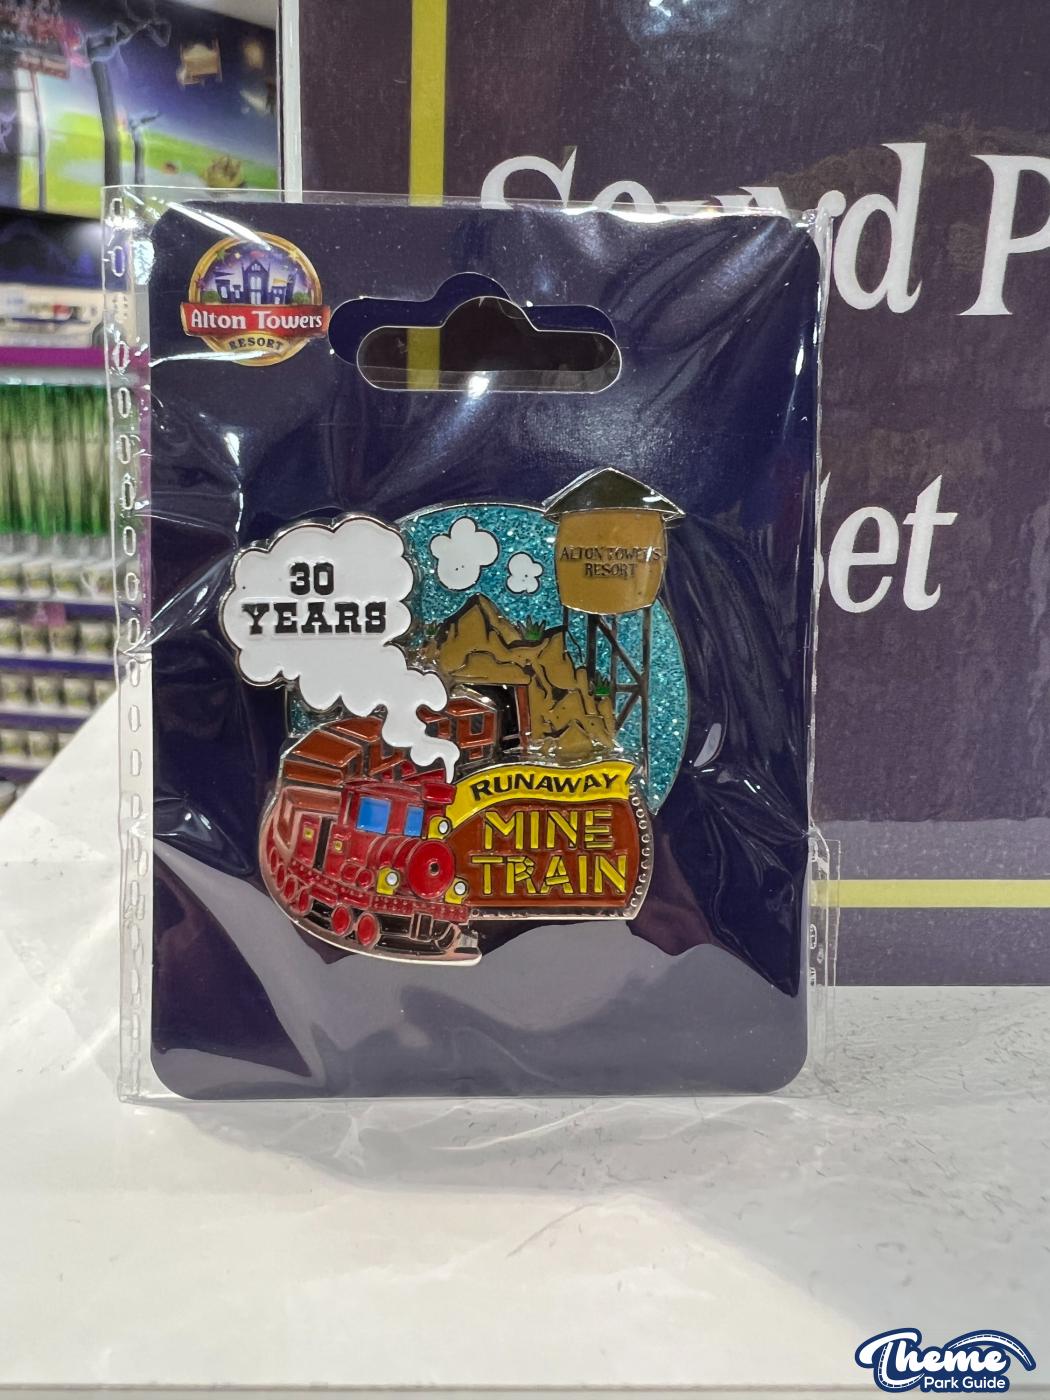 Alton Towers
RESORT
30
YEARS
ALTON TOWERS
RESORT
RUNAWAY
MINE
TRAIN
Theme
Park Guide